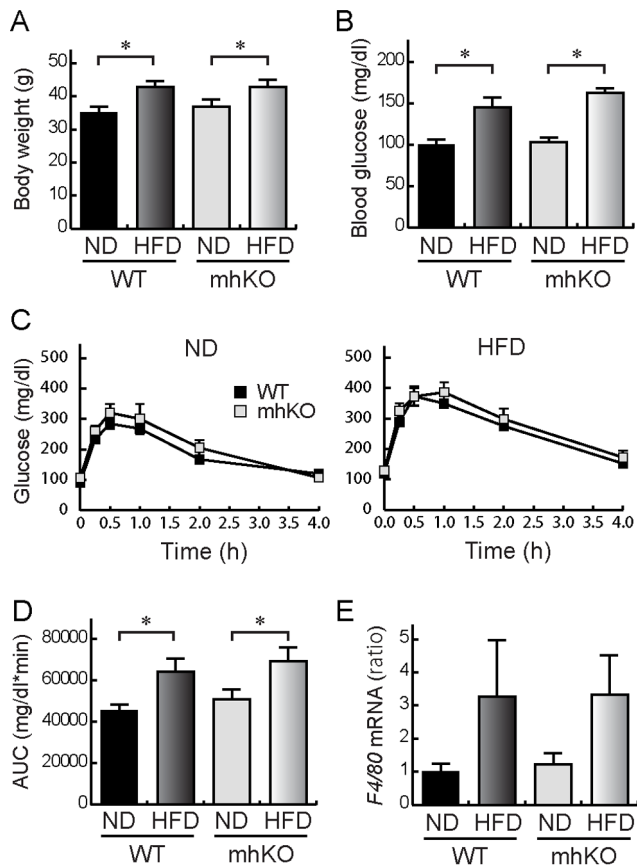 A
Body weight (g)
50
40
30
20
10
0
*
*
ND HFD ND HFD
WT mhKO
B
Blood glucose (mg/dl)
200
150
100
50
0
*
*
ND HFD ND HFD
WT mhKO
C
ND
Glucose (mg/dl)
500
400
300
200
100
0
WT
mhKO
0 0.5 1.0 1.5 2.0 2.5 3.0 3.5 4.0
Time (h)
HFD
500
400
300
200
100
0
0.0 0.5 1.0 1.5 2.0 2.5 3.0 3.5 4.0
Time (h)
D
AUC (mg/dl*min)
80000
60000
40000
20000
0
*
*
ND HFD ND HFD
WT mhKO
E
F4/80 mRNA (ratio)
5
4
3
2
1
0
ND HFD ND HFD
WT mhKO